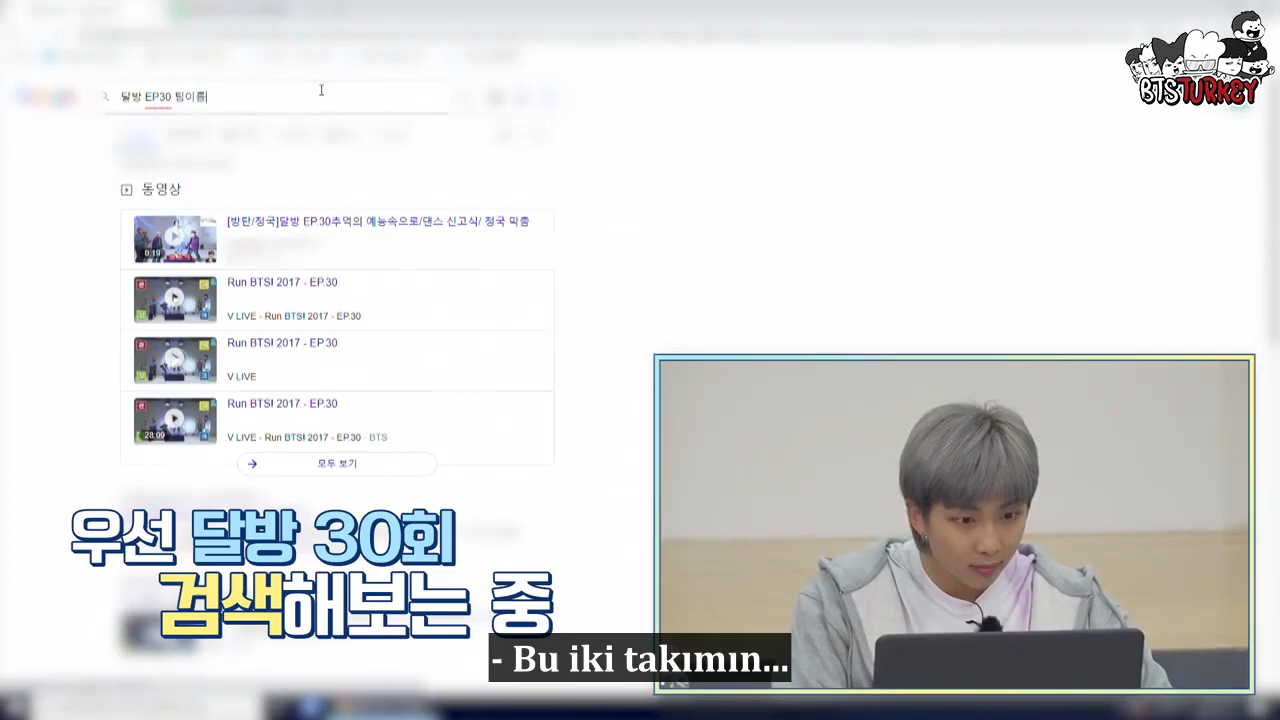 BTSTURKEY
달방 EP30 팀이름
동영상
[방탄/정국]달방 EP.30추억의 예능속으로/댄스 신고식/ 정국 막춤
0:19
Run BTS! 2017 - EP.30
V LIVE - Run BTS! 2017 - EP.30
Run BTS! 2017 - EP.30
V LIVE
Run BTS! 2017 - EP.30
28:09
V LIVE - Run BTS! 2017 - EP.30 · BTS
모두 보기
우선 달방 30회
검색해보는 중
- Bu iki takımın...